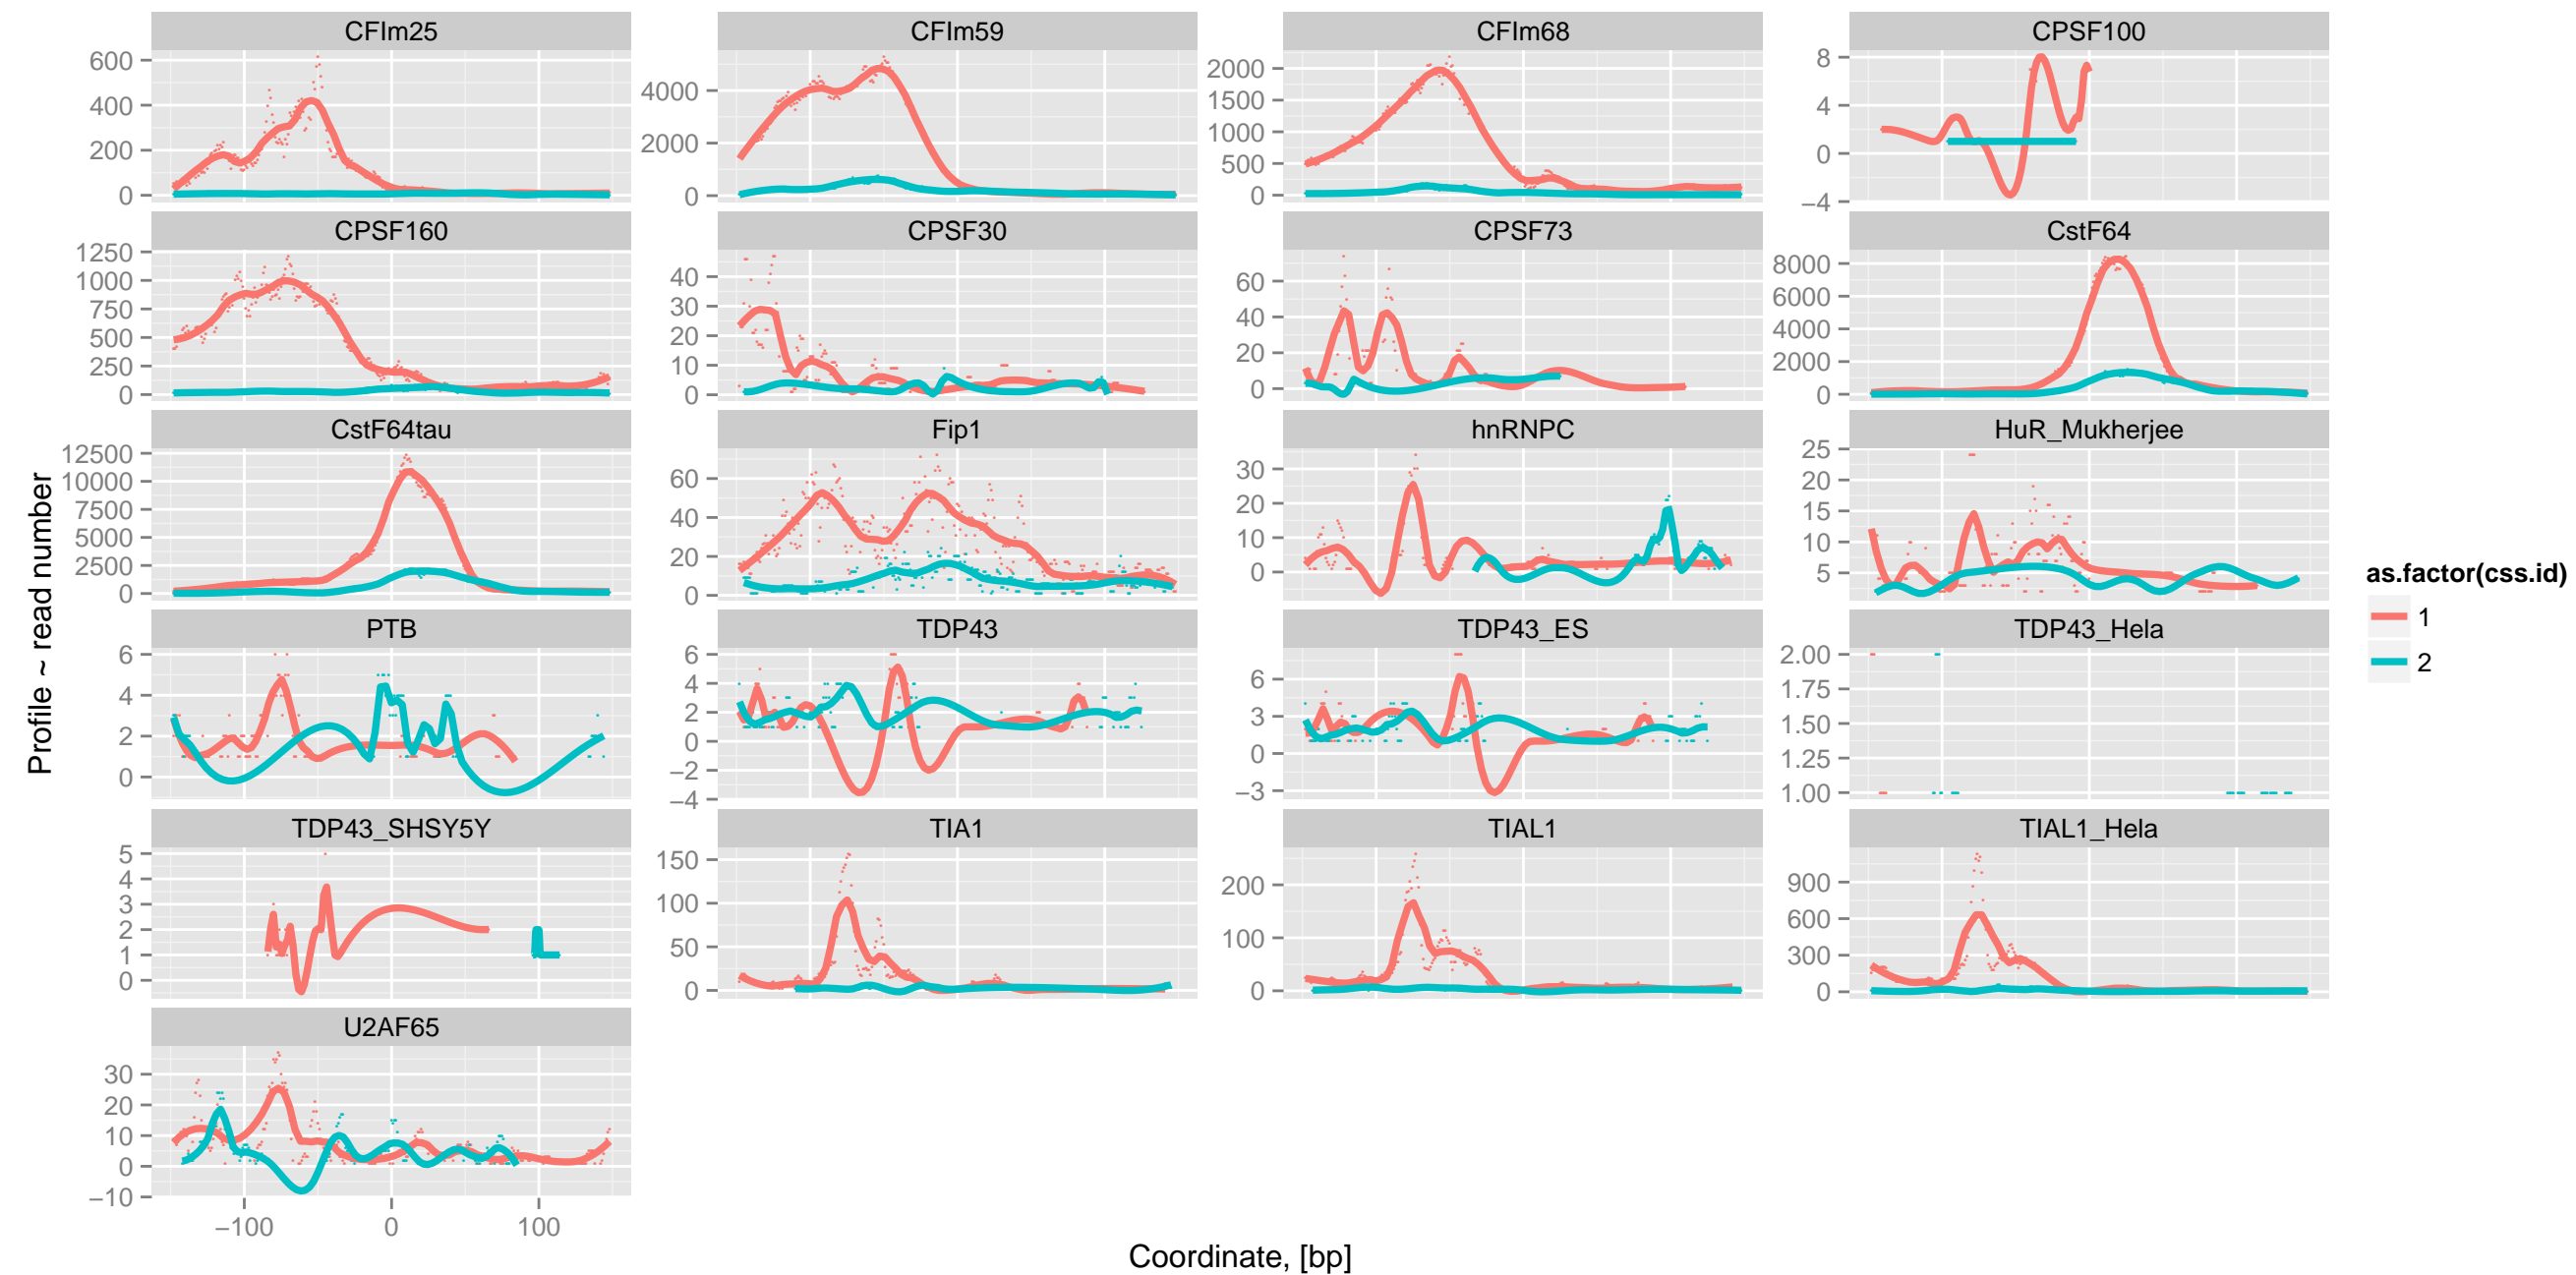 CFIm25 CFIm59 CFIm68 CPSF100
600 400 200 0
4000 2000 0
2000 1500 1000 500 0
8 4 0 −4
CPSF160 CPSF30 CPSF73 CstF64
1250 1000 750 500 250 0
40 30 20 10 0
60 40 20 0
8000 6000 4000 2000 0
CstF64tau Fip1 hnRNPC HuR_Mukherjee
12500 10000 7500 5000 2500 0
60 40 20 0
30 20 10 0
25 20 15 10 5
PTB TDP43 TDP43_ES TDP43_Hela
6 4 2 0
6 4 2 0 −2 −4
6 3 0 −3
2.00 1.75 1.50 1.25 1.00
TDP43_SHSY5Y TIA1 TIAL1 TIAL1_Hela
5 4 3 2 1 0
150 100 50 0
200 100 0
900 600 300 0
U2AF65
30 20 10 0 −10
−100 0 100
Coordinate, [bp]
Profile ~ read number
as.factor(css.id)
1
2